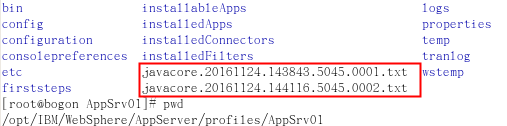 bin installableApps logs
config installedApps properties
configuration installedConnectors temp
consolepreferences installedFilters tranlog
etc javacore.20161124.143843.5045.0001.txt wstemp
firststeps javacore.20161124.144116.5045.0002.txt
[root@bogon AppSrv01]# pwd
/opt/IBM/WebSphere/AppServer/profiles/AppSrv01